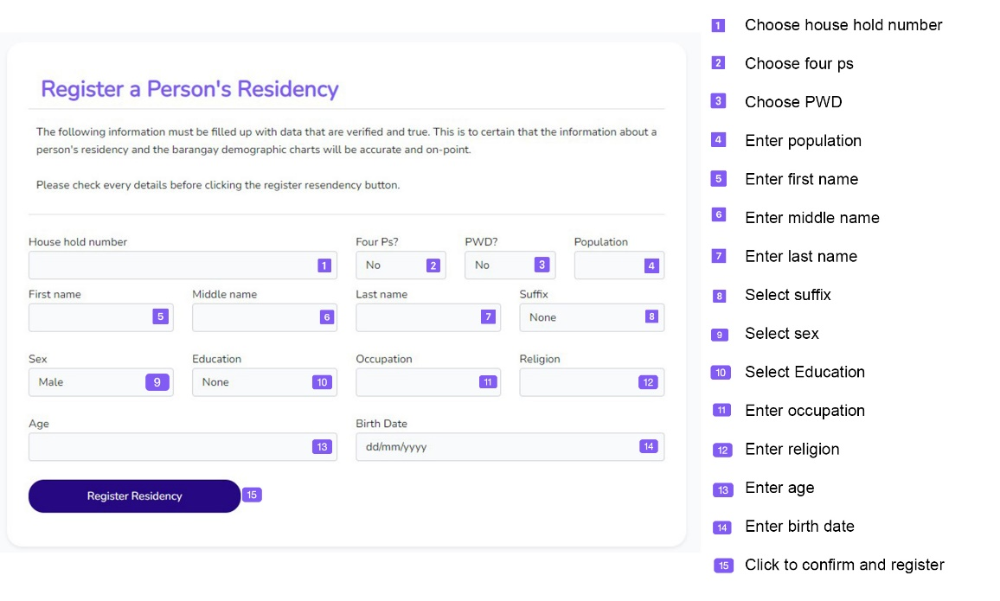 Register a Person's Residency
The following information must be filled up with data that are verified and true. This is to certain that the information about a
person's residency and the barangay demographic charts will be accurate and on-point.
Please check every details before clicking the register resendency button.
House hold number
Four Ps?
PWD?
Population
1
No 2
No 3
4
First name
Middle name
Last name
Suffix
5
6
7
None 8
Sex
Education
Occupation
Religion
Male 9
None 10
11
12
Age
Birth Date
13
dd/mm/yyyy 14
Register Residency 15
1 Choose house hold number
2 Choose four ps
3 Choose PWD
4 Enter population
5 Enter first name
6 Enter middle name
7 Enter last name
8 Select suffix
9 Select sex
10 Select Education
11 Enter occupation
12 Enter religion
13 Enter age
14 Enter birth date
15 Click to confirm and register